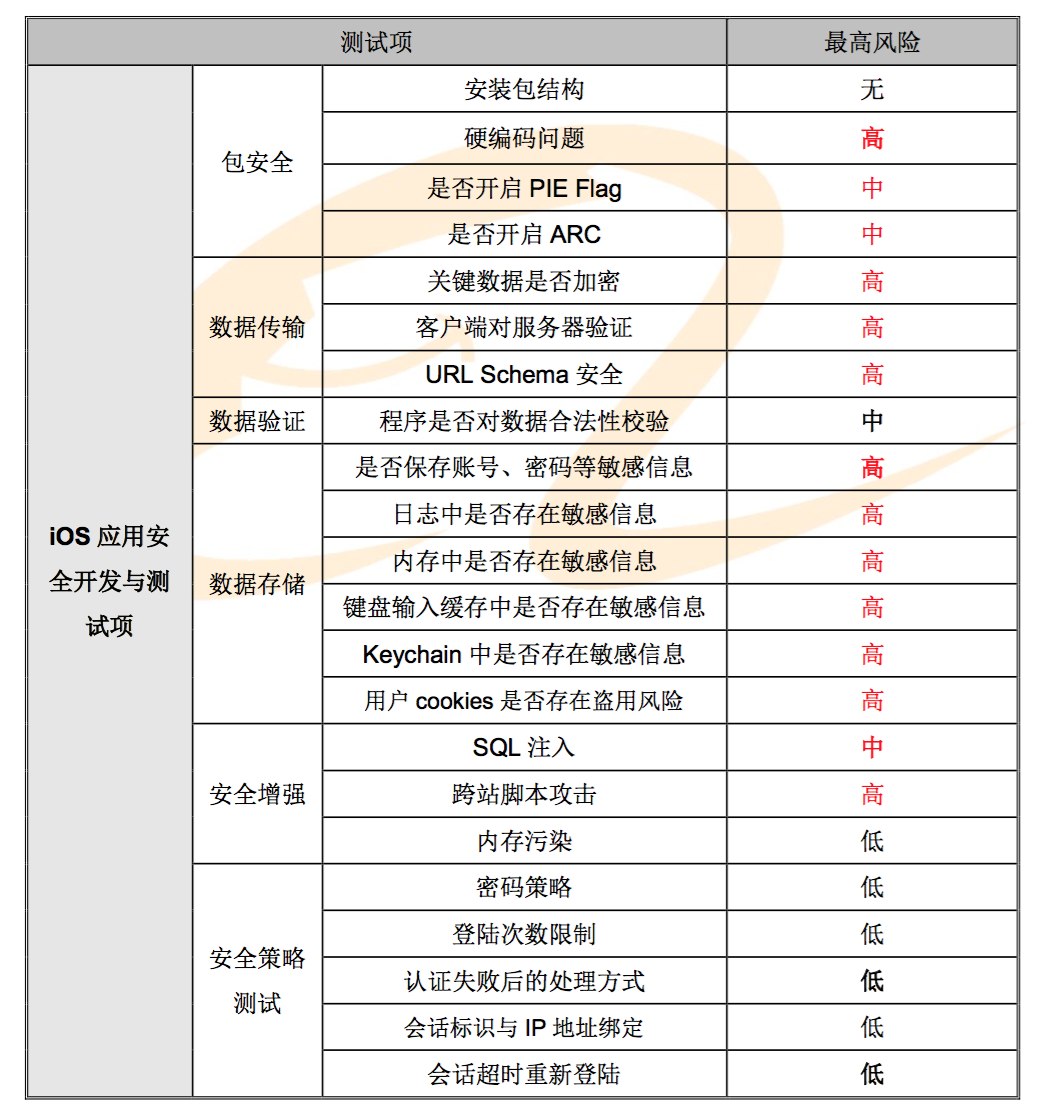 测试项 最高风险
iOS 应用安
全开发与测
试项
包安全
安装包结构 无
硬编码问题 高
是否开启 PIE Flag 中
是否开启 ARC 中
数据传输
关键数据是否加密 高
客户端对服务器验证 高
URL Schema 安全 高
数据验证 程序是否对数据合法性校验 中
数据存储
是否保存账号、密码等敏感信息 高
日志中是否存在敏感信息 高
内存中是否存在敏感信息 高
键盘输入缓存中是否存在敏感信息 高
Keychain 中是否存在敏感信息 高
用户 cookies 是否存在盗用风险 高
安全增强
SQL 注入 中
跨站脚本攻击 高
内存污染 低
安全策略
测试
密码策略 低
登陆次数限制 低
认证失败后的处理方式 低
会话标识与 IP 地址绑定 低
会话超时重新登陆 低